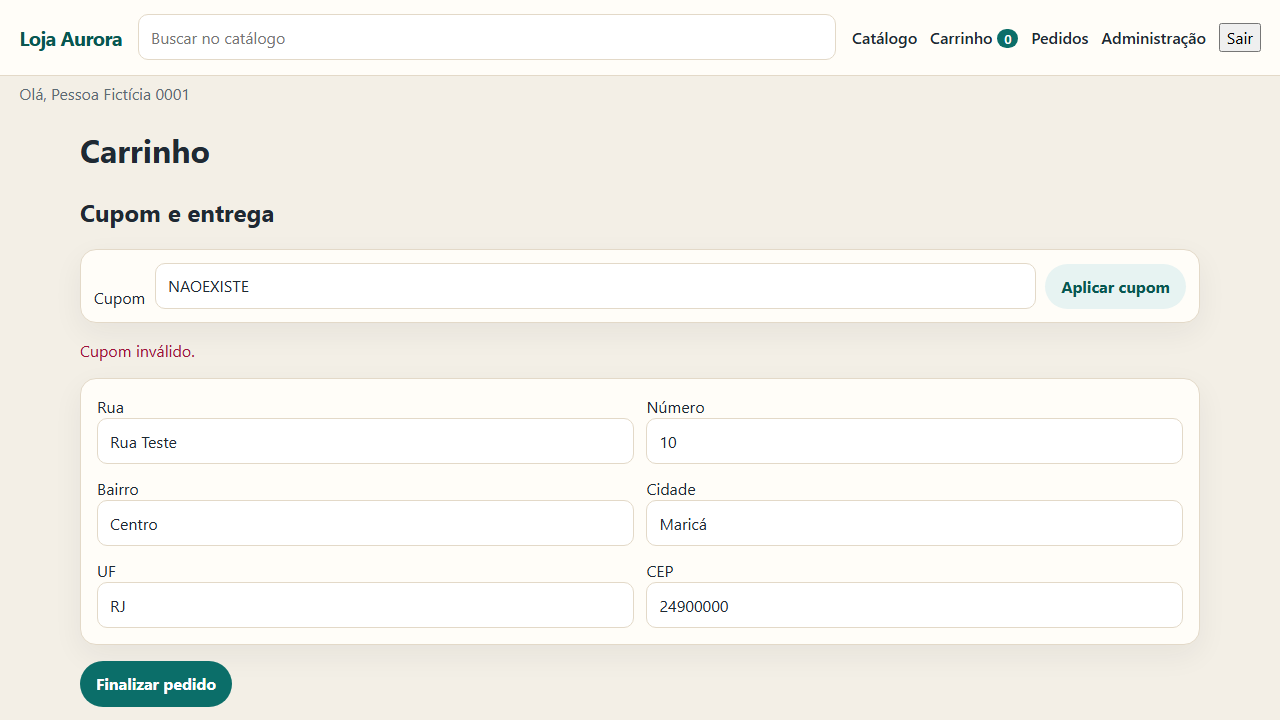 Loja Aurora
Buscar no catálogo
Catálogo
Carrinho 0
Pedidos
Administração
Sair
Olá, Pessoa Fictícia 0001
Carrinho
Cupom e entrega
Cupom
NAOEXISTE
Aplicar cupom
Cupom inválido.
Rua
Rua Teste
Número
10
Bairro
Centro
Cidade
Maricá
UF
RJ
CEP
24900000
Finalizar pedido